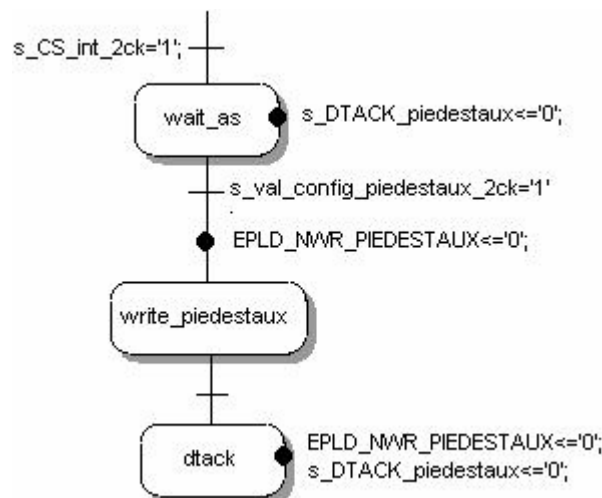 s_CS_int_2ck='1';
wait_as
s_DTACK_piedestaux<='0';
s_val_config_piedestaux_2ck='1'
EPLD_NWR_PIEDESTAUX<='0';
write_piedestaux
EPLD_NWR_PIEDESTAUX<='0';
dtack
s_DTACK_piedestaux<='0';